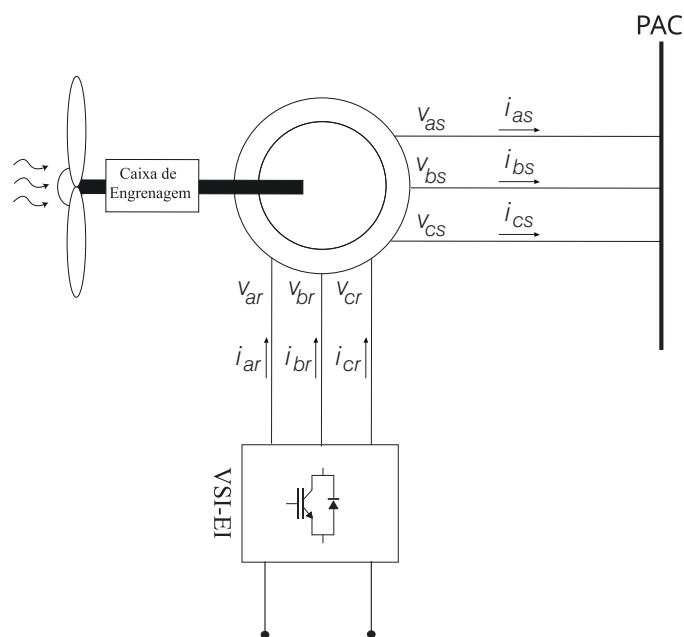 PAC
v_as i_as
v_bs i_bs
Caixa de
Engrenagem
v_cs i_cs
v_ar v_br v_cr
i_ar i_br i_cr
VSI-EI